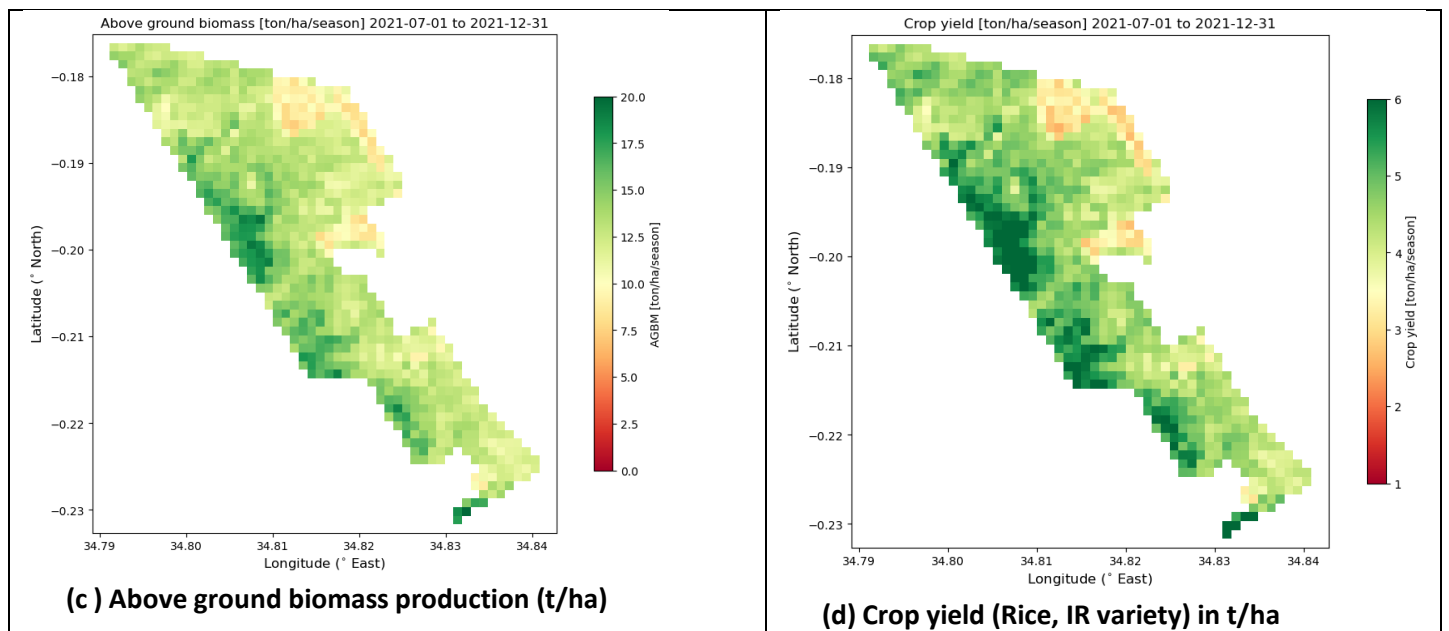 Above ground biomass [ton/ha/season] 2021-07-01 to 2021-12-31
−0.18
−0.19
−0.20
−0.21
−0.22
−0.23
Latitude (° North)
34.79 34.80 34.81 34.82 34.83 34.84
Longitude (° East)
20.0
17.5
15.0
12.5
10.0
7.5
5.0
2.5
0.0
AGBM [ton/ha/season]
(c ) Above ground biomass production (t/ha)
Crop yield [ton/ha/season] 2021-07-01 to 2021-12-31
−0.18
−0.19
−0.20
−0.21
−0.22
−0.23
Latitude (° North)
34.79 34.80 34.81 34.82 34.83 34.84
Longitude (° East)
6
5
4
3
2
1
Crop yield [ton/ha/season]
(d) Crop yield (Rice, IR variety) in t/ha